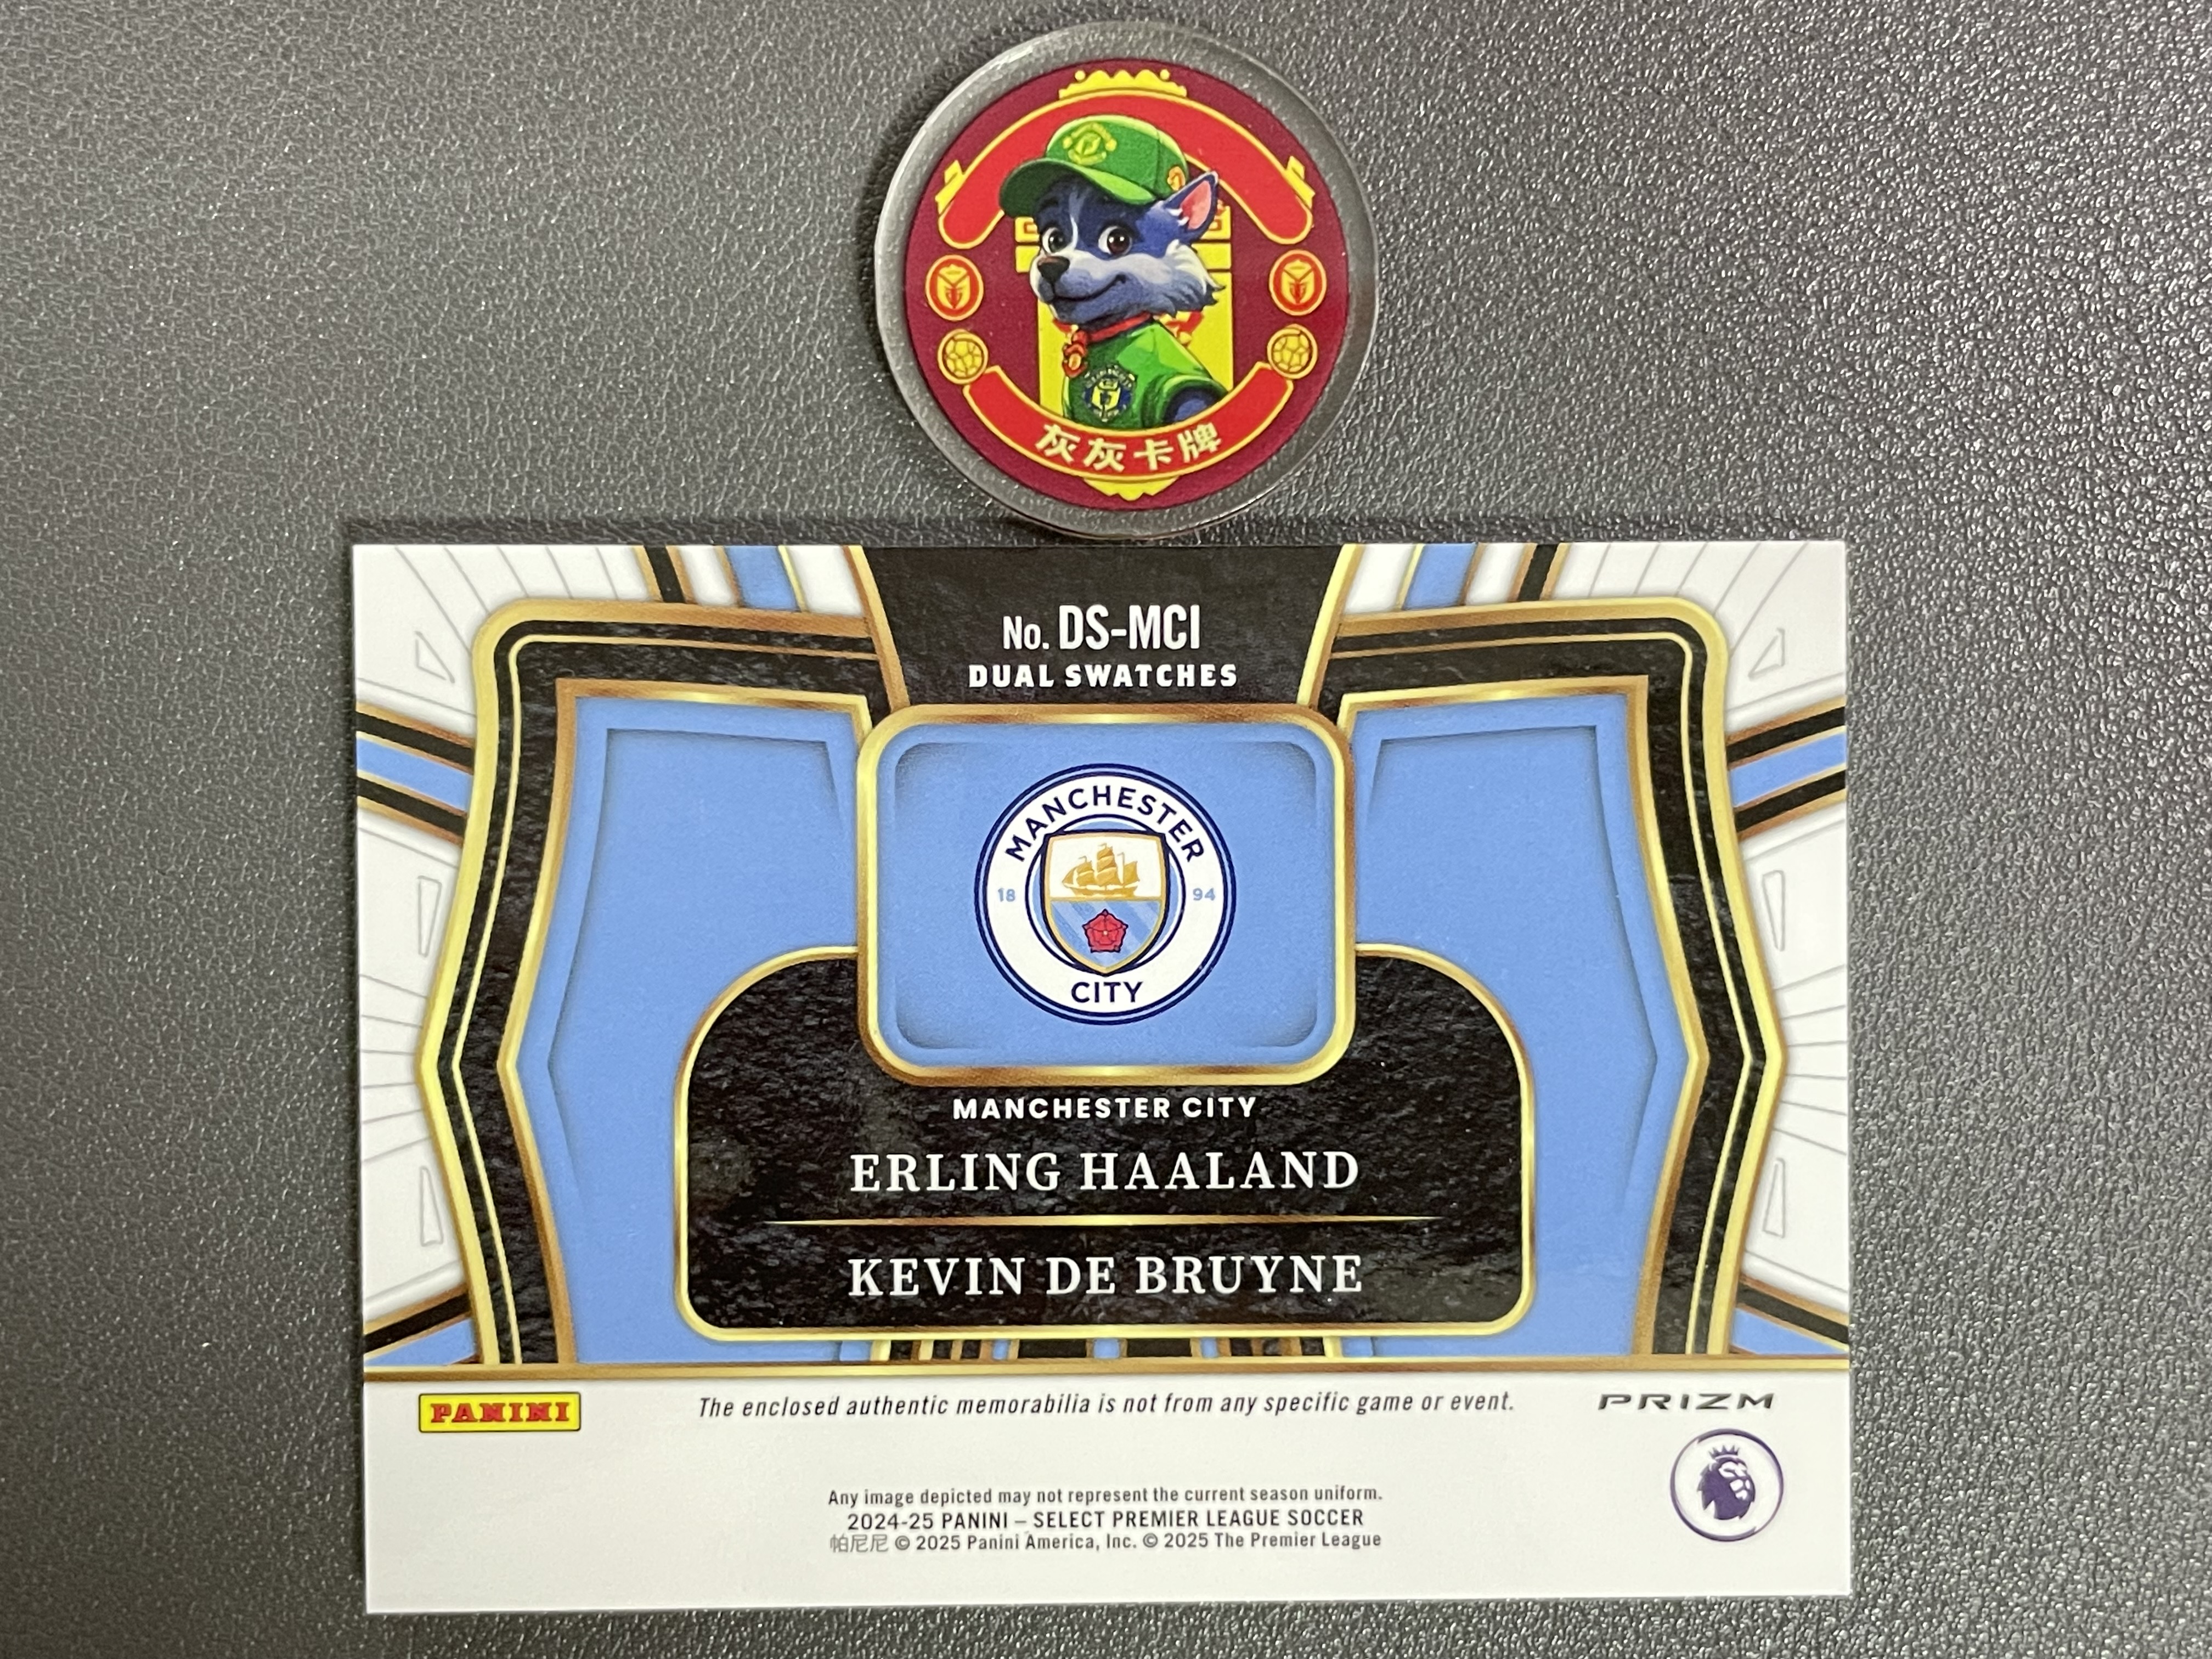 灰灰卡牌
No. DS-MCI
DUAL SWATCHES
MANCHESTER
18 94
CITY
MANCHESTER CITY
ERLING HAALAND
KEVIN DE BRUYNE
PANINI
The enclosed authentic memorabilia is not from any specific game or event.
PRIZM
Any image depicted may not represent the current season uniform.
2024-25 PANINI – SELECT PREMIER LEAGUE SOCCER
帕尼尼 © 2025 Panini America, Inc. © 2025 The Premier League